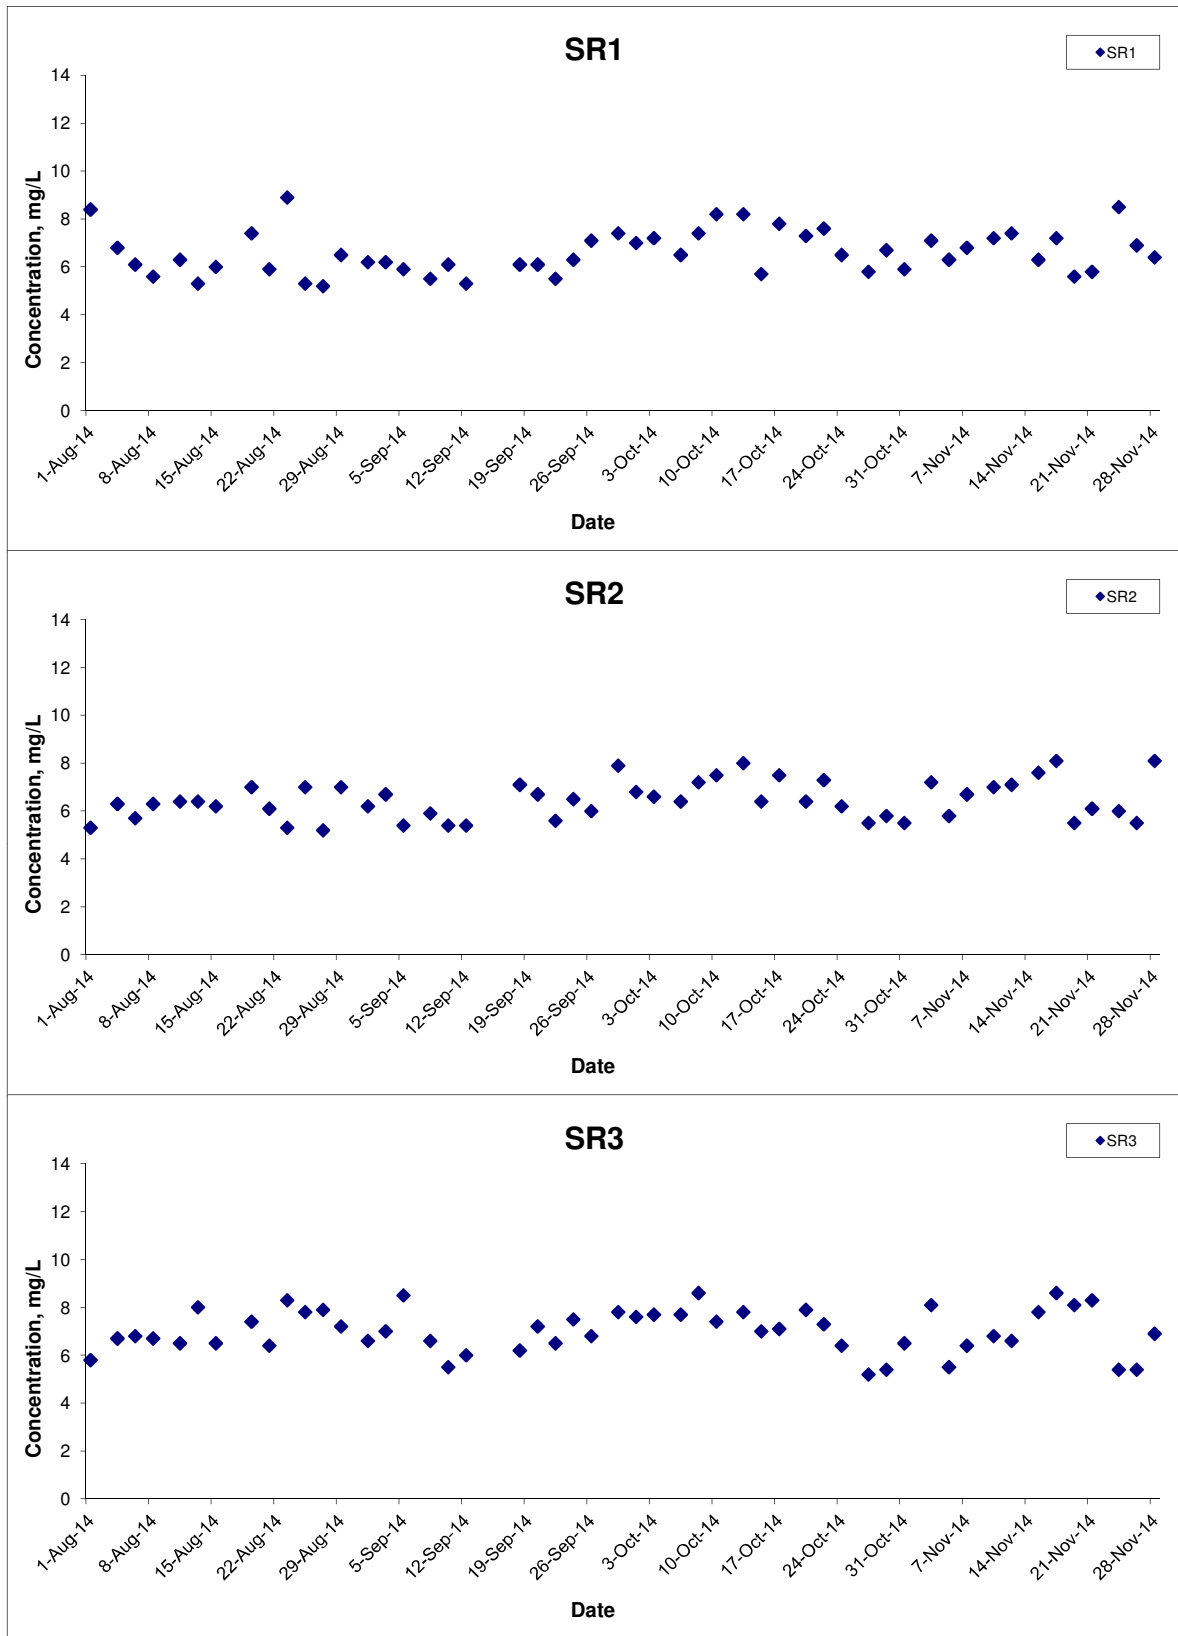 SR1
SR1
14
12
10
8
6
4
2
0
Concentration, mg/L
1-Aug-14
8-Aug-14
15-Aug-14
22-Aug-14
29-Aug-14
5-Sep-14
12-Sep-14
19-Sep-14
26-Sep-14
3-Oct-14
10-Oct-14
17-Oct-14
24-Oct-14
31-Oct-14
7-Nov-14
14-Nov-14
21-Nov-14
28-Nov-14
Date
SR2
SR2
14
12
10
8
6
4
2
0
Concentration, mg/L
1-Aug-14
8-Aug-14
15-Aug-14
22-Aug-14
29-Aug-14
5-Sep-14
12-Sep-14
19-Sep-14
26-Sep-14
3-Oct-14
10-Oct-14
17-Oct-14
24-Oct-14
31-Oct-14
7-Nov-14
14-Nov-14
21-Nov-14
28-Nov-14
Date
SR3
SR3
14
12
10
8
6
4
2
0
Concentration, mg/L
1-Aug-14
8-Aug-14
15-Aug-14
22-Aug-14
29-Aug-14
5-Sep-14
12-Sep-14
19-Sep-14
26-Sep-14
3-Oct-14
10-Oct-14
17-Oct-14
24-Oct-14
31-Oct-14
7-Nov-14
14-Nov-14
21-Nov-14
28-Nov-14
Date